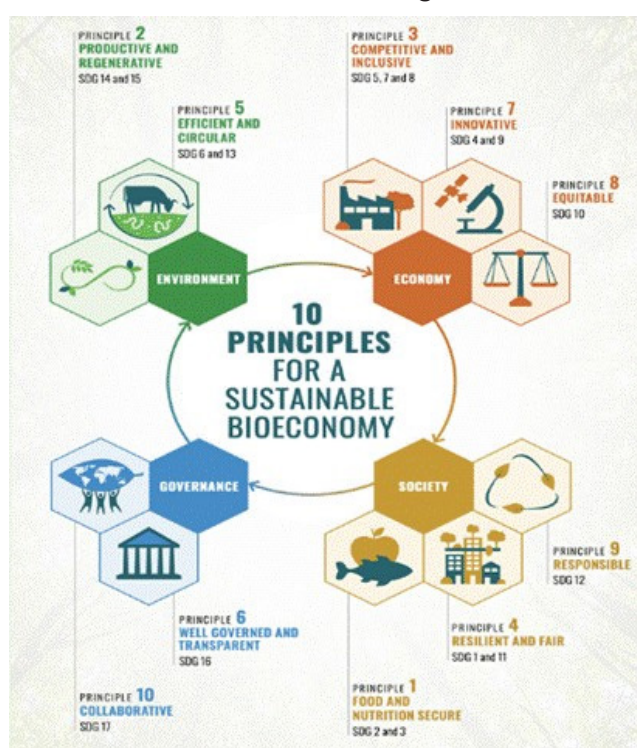 PRINCIPLE 2
PRODUCTIVE AND
REGENERATIVE
SDG 14 and 15
PRINCIPLE 3
COMPETITIVE AND
INCLUSIVE
SDG 5, 7 and 8
PRINCIPLE 5
EFFICIENT AND
CIRCULAR
SDG 6 and 13
PRINCIPLE 7
INNOVATIVE
SDG 4 and 9
PRINCIPLE 8
EQUITABLE
SDG 10
ENVIRONMENT
ECONOMY
10
PRINCIPLES
FOR A
SUSTAINABLE
BIOECONOMY
GOVERNANCE
SOCIETY
PRINCIPLE 9
RESPONSIBLE
SDG 12
PRINCIPLE 6
WELL GOVERNED AND
TRANSPARENT
SDG 16
PRINCIPLE 4
RESILIENT AND FAIR
SDG 1 and 11
PRINCIPLE 10
COLLABORATIVE
SDG 17
PRINCIPLE 1
FOOD AND
NUTRITION SECURE
SDG 2 and 3